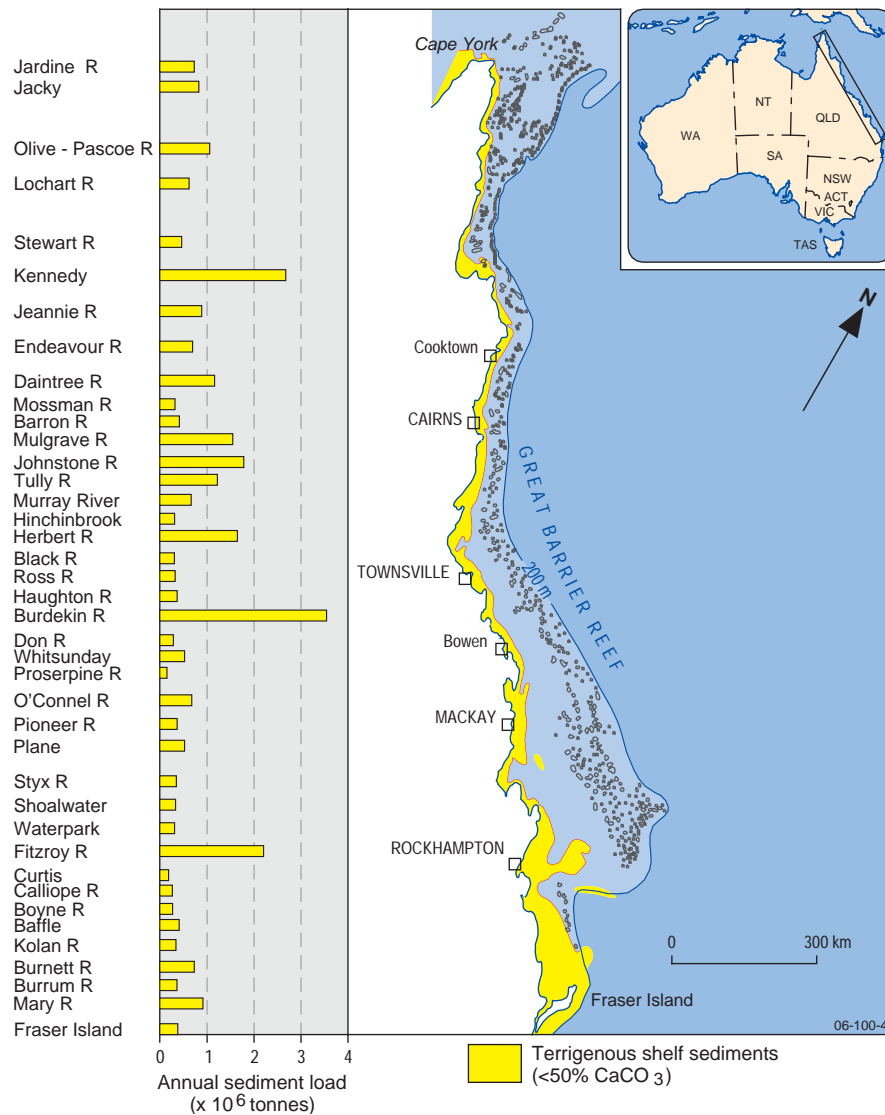 Jardine R
Jacky
Olive - Pascoe R
Lochart R
Stewart R
Kennedy
Jeannie R
Endeavour R
Daintree R
Mossman R
Barron R
Mulgrave R
Johnstone R
Tully R
Murray River
Hinchinbrook
Herbert R
Black R
Ross R
Haughton R
Burdekin R
Don R
Whitsunday
Proserpine R
O'Connel R
Pioneer R
Plane
Styx R
Shoalwater
Waterpark
Fitzroy R
Curtis
Calliope R
Boyne R
Baffle
Kolan R
Burnett R
Burrum R
Mary R
Fraser Island
0 1 2 3 4
Annual sediment load
(x 10⁶ tonnes)
Cape York
Cooktown
CAIRNS
TOWNSVILLE
Bowen
MACKAY
ROCKHAMPTON
Fraser Island
GREAT BARRIER REEF
200m
WA
NT
QLD
SA
NSW
ACT
VIC
TAS
N
0 300 km
06-100-4
Terrigenous shelf sediments
(<50% CaCO₃)